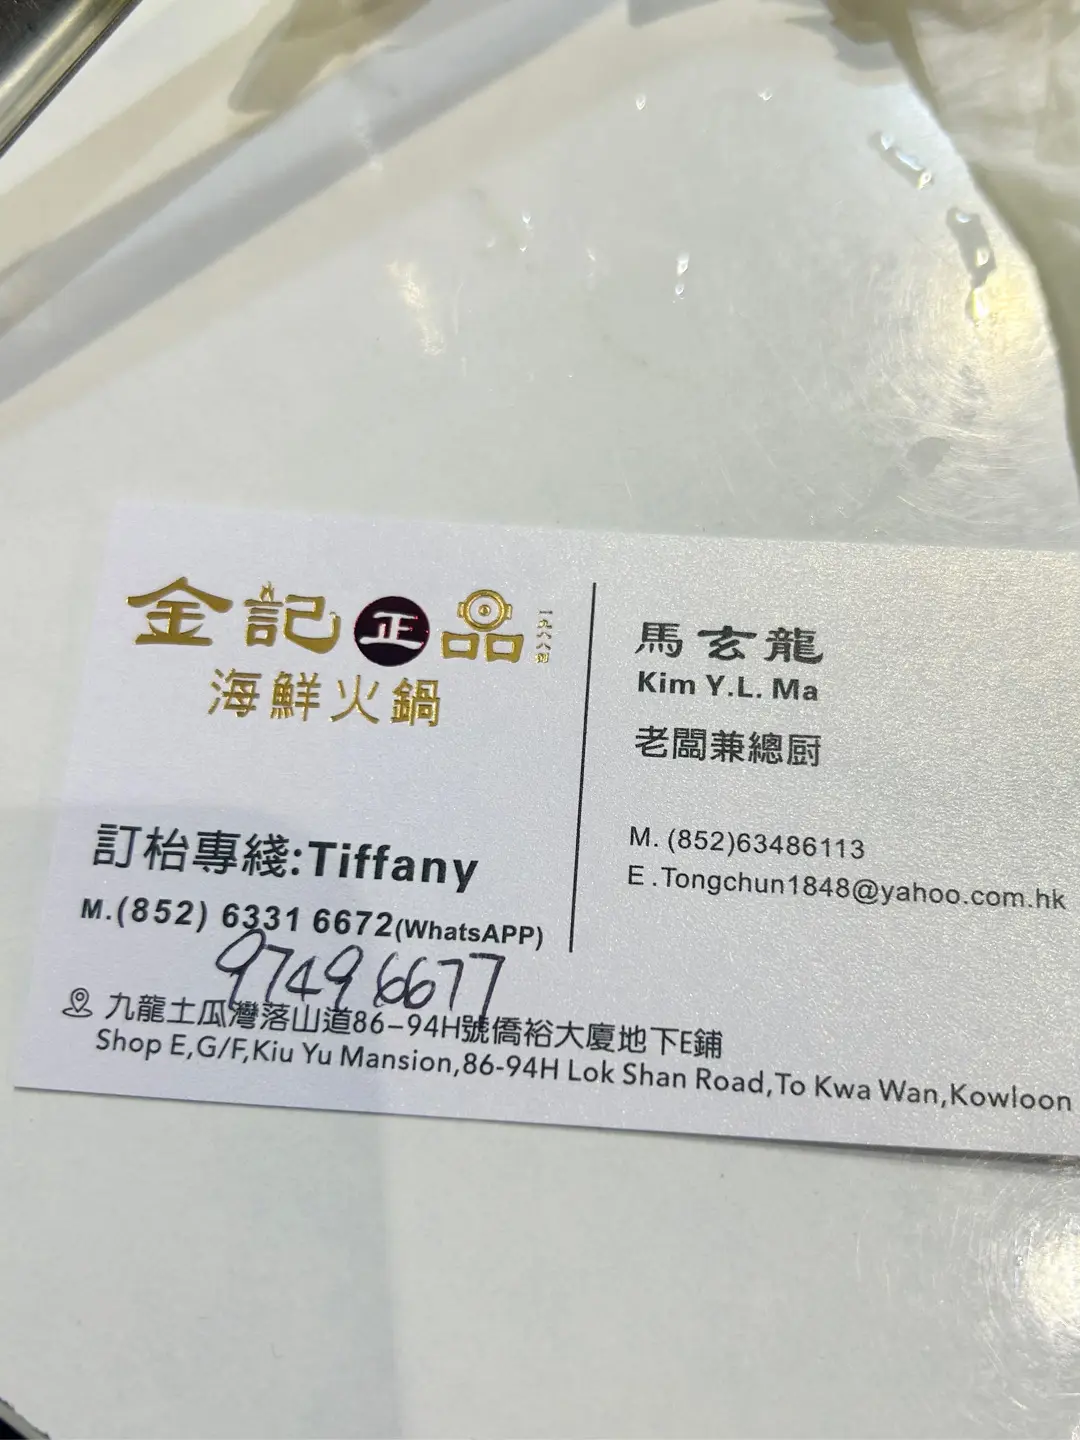 金記正品
一九八八創
海鮮火鍋
訂枱專綫:Tiffany
M.(852) 6331 6672(WhatsAPP)
97496677
九龍土瓜灣落山道86-94H號僑裕大廈地下E鋪
Shop E,G/F,Kiu Yu Mansion,86-94H Lok Shan Road,To Kwa Wan,Kowloon
馬玄龍
Kim Y.L. Ma
老闆兼總厨
M. (852)63486113
E.Tongchun1848@yahoo.com.hk